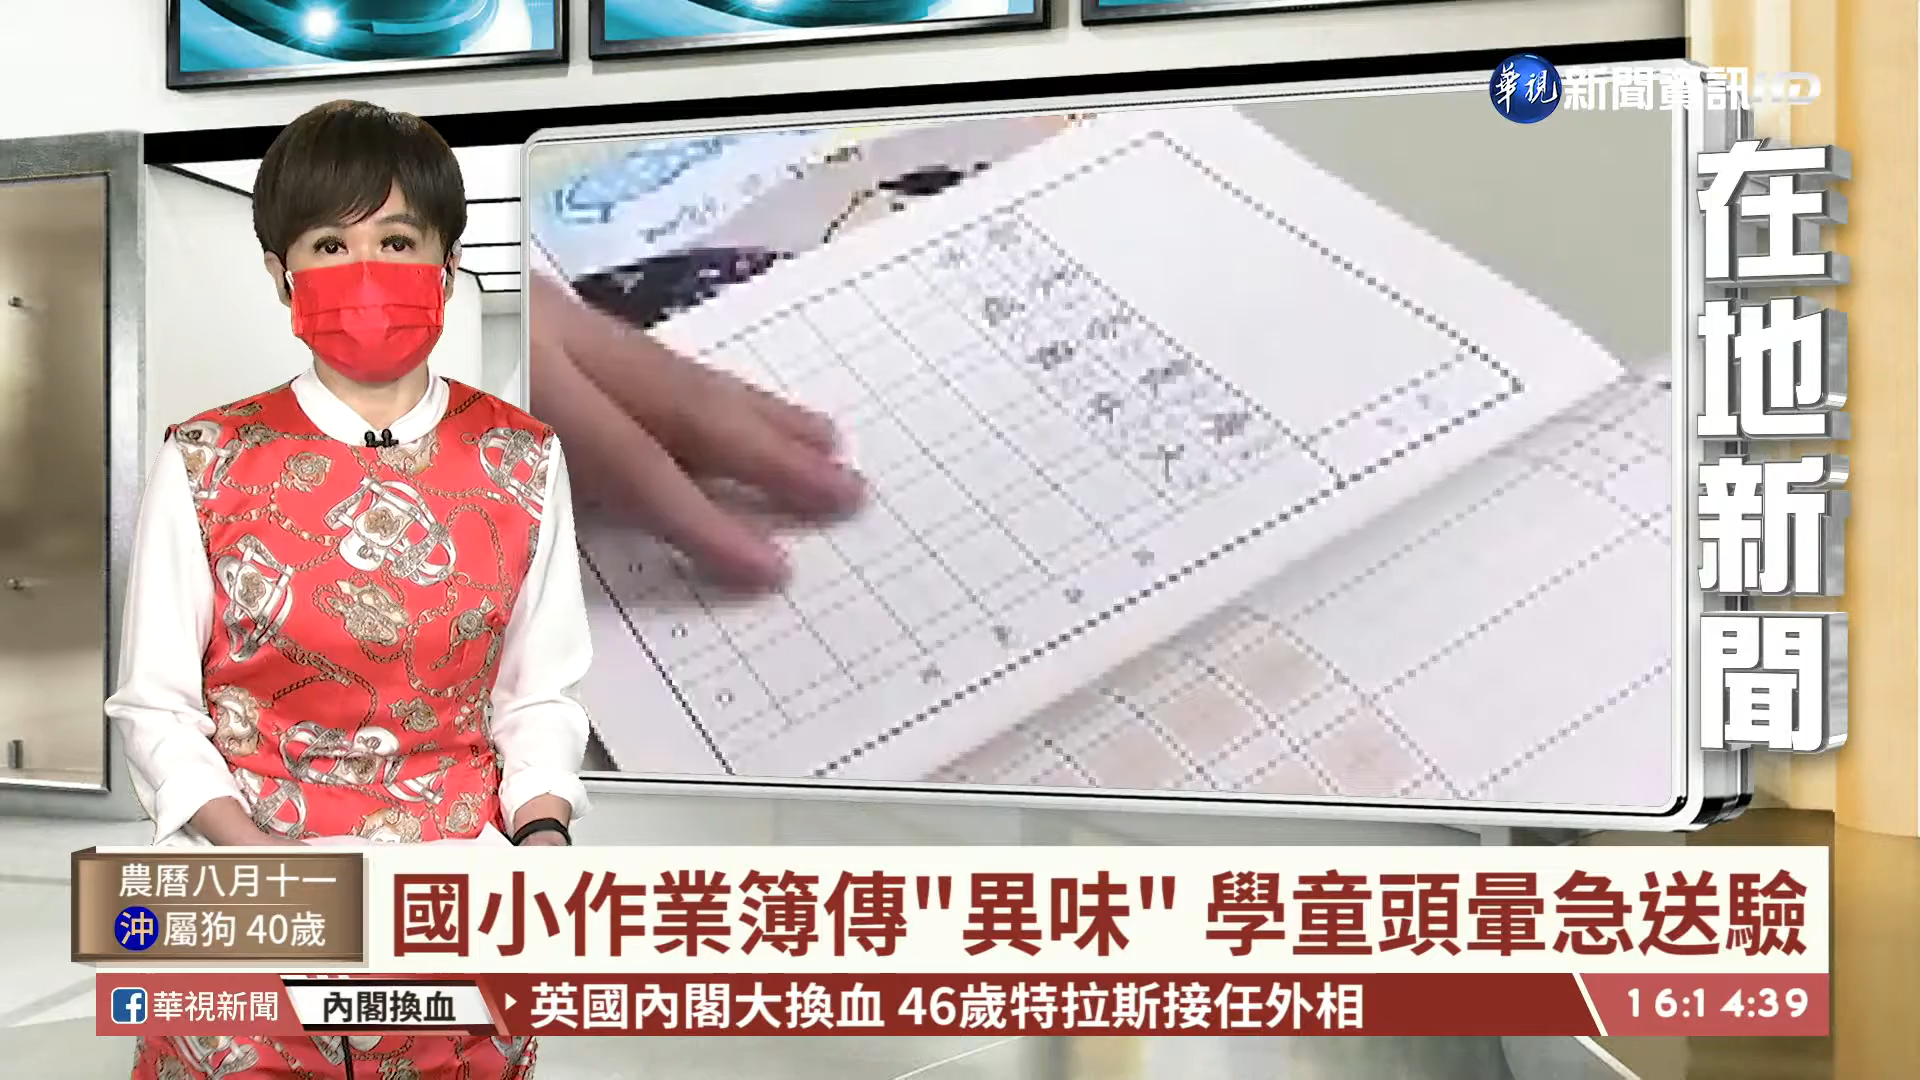 華視 新聞資訊 HD
在地新聞
農曆八月十一
沖 屬狗 40歲
國小作業簿傳"異味" 學童頭暈急送驗
華視新聞
內閣換血
英國內閣大換血 46歲特拉斯接任外相
16:14:39